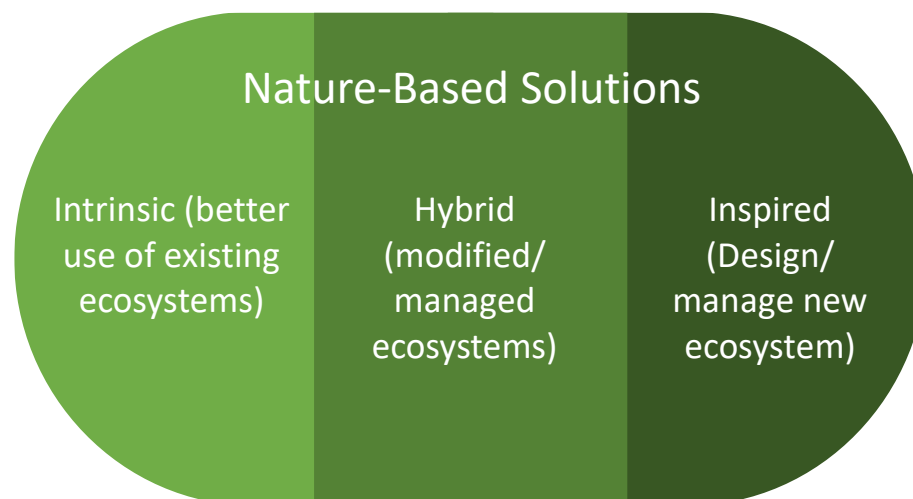 Nature-Based Solutions
Intrinsic (better
use of existing
ecosystems)
Hybrid
(modified/
managed
ecosystems)
Inspired
(Design/
manage new
ecosystem)